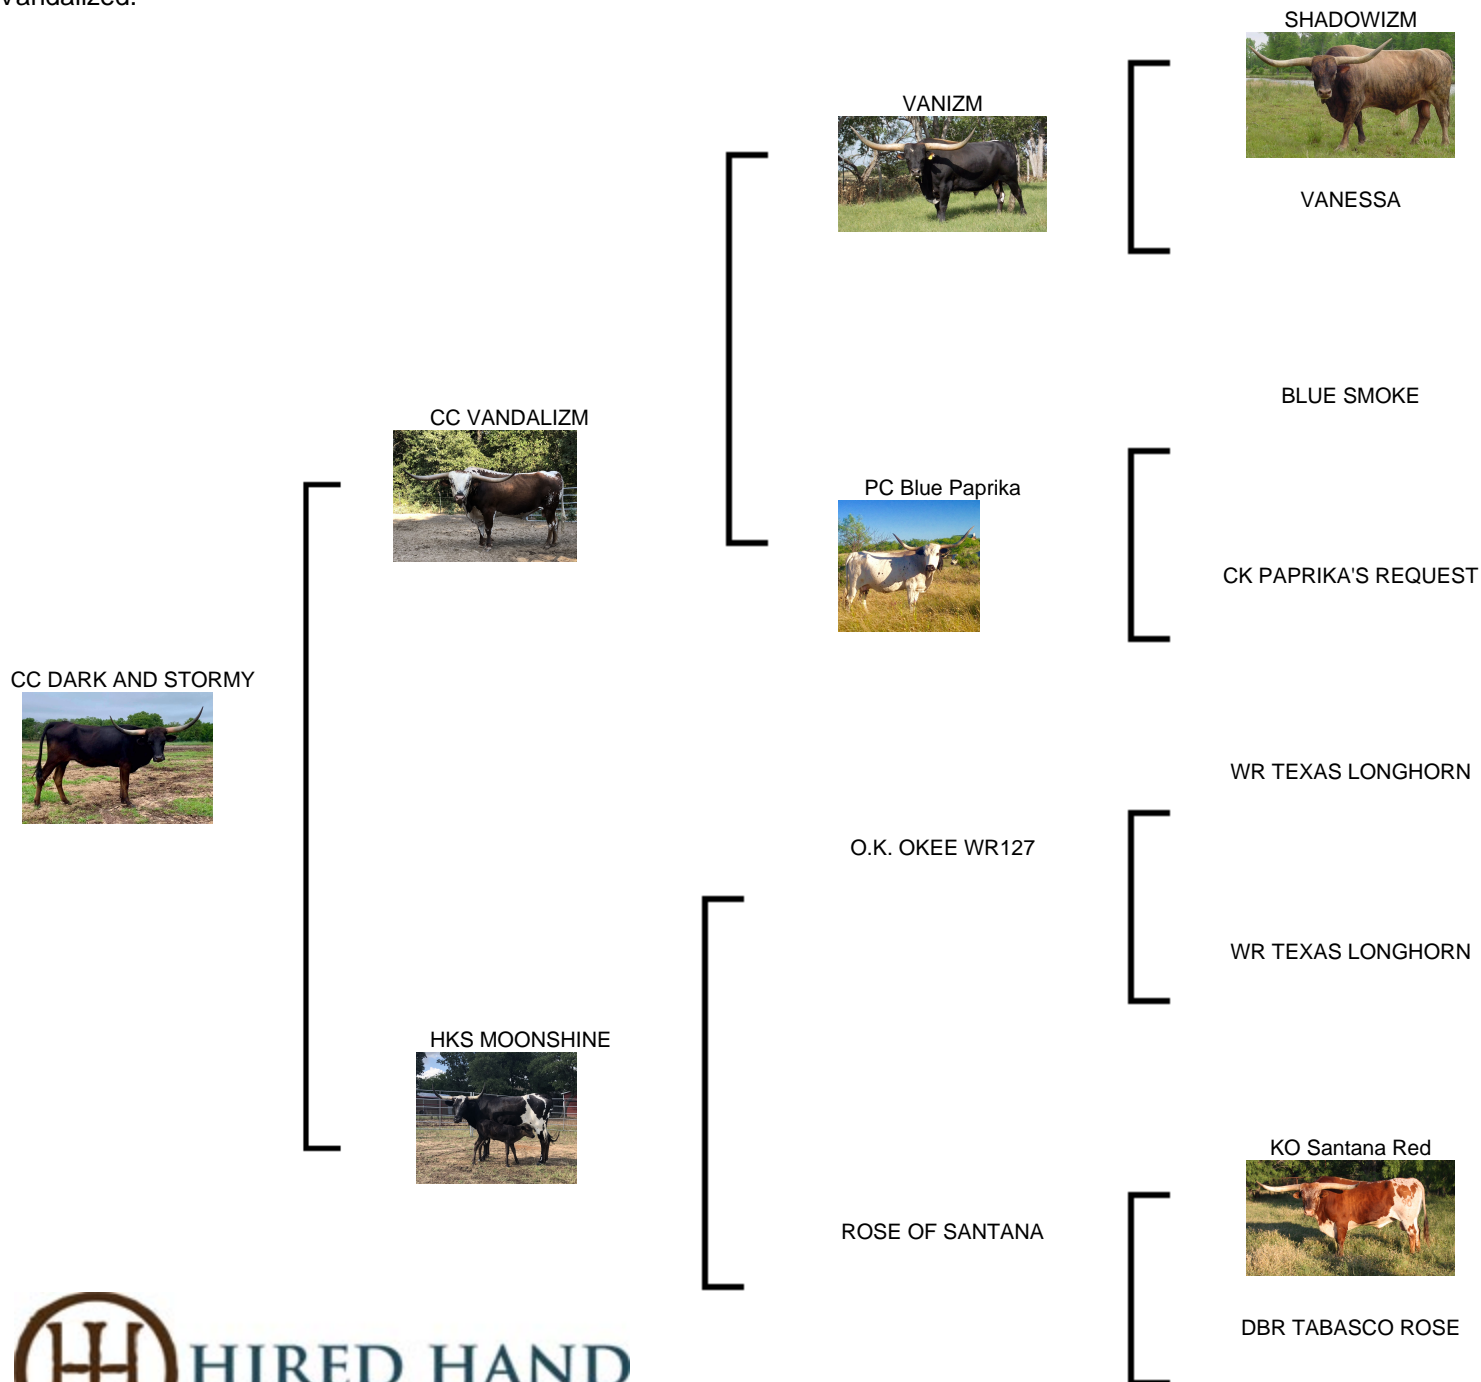 Vandalized.
SHADOWIZM
VANIZM
VANESSA
BLUE SMOKE
CC VANDALIZM
PC Blue Paprika
CK PAPRIKA'S REQUEST
CC DARK AND STORMY
WR TEXAS LONGHORN
O.K. OKEE WR127
WR TEXAS LONGHORN
HKS MOONSHINE
KO Santana Red
ROSE OF SANTANA
DBR TABASCO ROSE
HIRED HAND